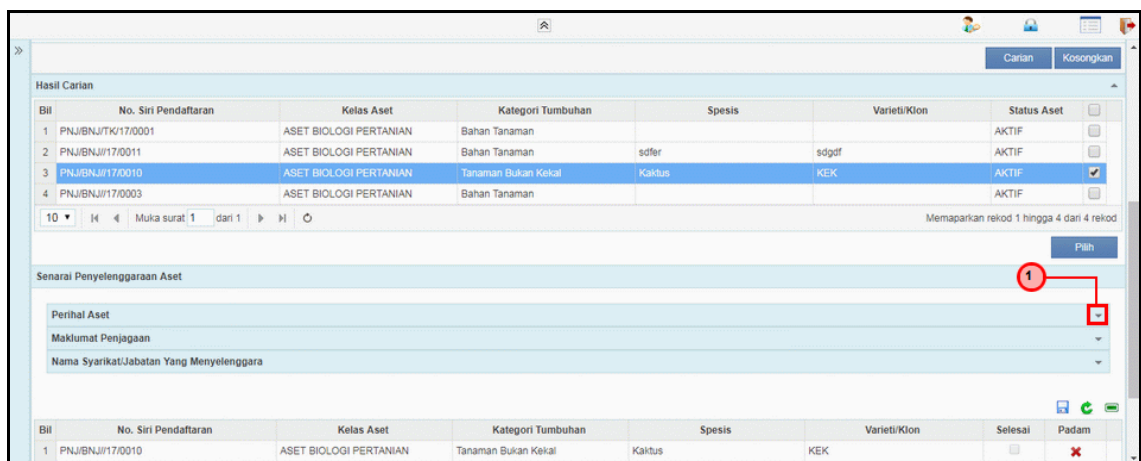 Carian Kosongkan
Hasil Carian
Bil No. Siri Pendaftaran Kelas Aset Kategori Tumbuhan Spesis Varieti/Klon Status Aset
1 PNJ/BNJ/TK/17/0001 ASET BIOLOGI PERTANIAN Bahan Tanaman AKTIF
2 PNJ/BNJ//17/0011 ASET BIOLOGI PERTANIAN Bahan Tanaman sdfer sdgdf AKTIF
3 PNJ/BNJ//17/0010 ASET BIOLOGI PERTANIAN Tanaman Bukan Kekal Kaktus KEK AKTIF
4 PNJ/BNJ//17/0003 ASET BIOLOGI PERTANIAN Bahan Tanaman AKTIF
10 Muka surat 1 dari 1 Memaparkan rekod 1 hingga 4 dari 4 rekod
Pilih
Senarai Penyelenggaraan Aset
1
Perihal Aset
Maklumat Penjagaan
Nama Syarikat/Jabatan Yang Menyelenggara
Bil No. Siri Pendaftaran Kelas Aset Kategori Tumbuhan Spesis Varieti/Klon Selesai Padam
1 PNJ/BNJ//17/0010 ASET BIOLOGI PERTANIAN Tanaman Bukan Kekal Kaktus KEK